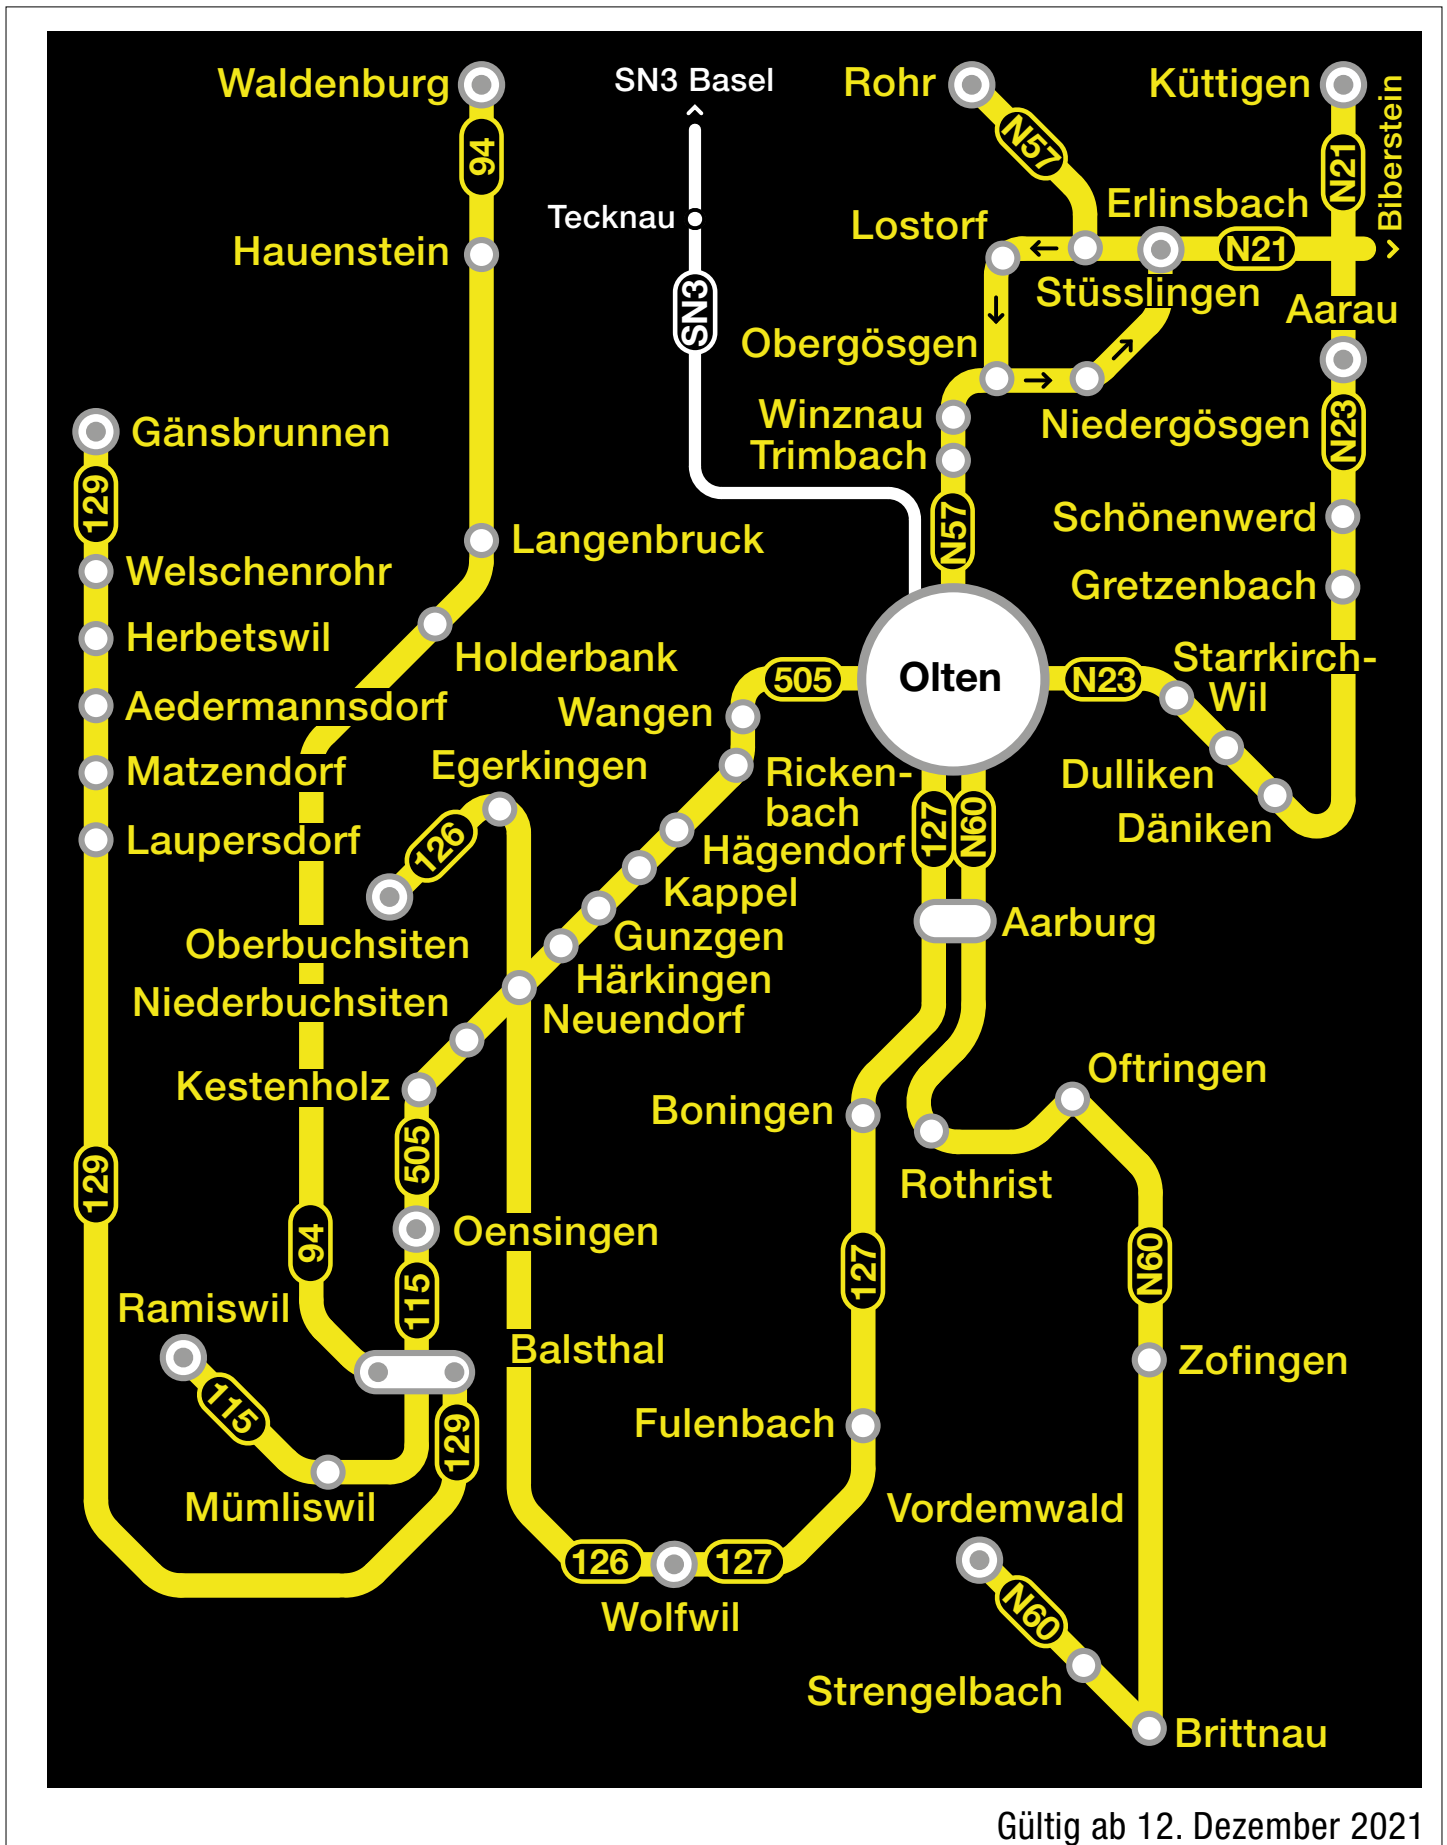 Waldenburg
SN3 Basel
Rohr
Küttigen
Biberstein
94
N57
N21
Tecknau
Erlinsbach
Lostorf
Hauenstein
N21
Stüsslingen
SN3
Aarau
Obergösgen
Gänsbrunnen
Winznau
Niedergösgen
N23
Trimbach
129
N57
Schönenwerd
Langenbruck
Welschenrohr
Gretzenbach
Herbetswil
Holderbank
505
Olten
N23
Starrkirch-
Wil
Aedermannsdorf
Wangen
Matzendorf
Egerkingen
Ricken-
bach
Dulliken
Däniken
Laupersdorf
126
Hägendorf
127
N60
Kappel
Aarburg
Oberbuchsiten
Gunzgen
Härkingen
Niederbuchsiten
Neuendorf
Kestenholz
Boningen
Oftringen
505
129
Rothrist
94
Oensingen
127
N60
Ramiswil
115
Balsthal
Zofingen
115
Fulenbach
129
Mümliswil
Vordemwald
126
127
Wolfwil
N60
Strengelbach
Brittnau
Gültig ab 12. Dezember 2021